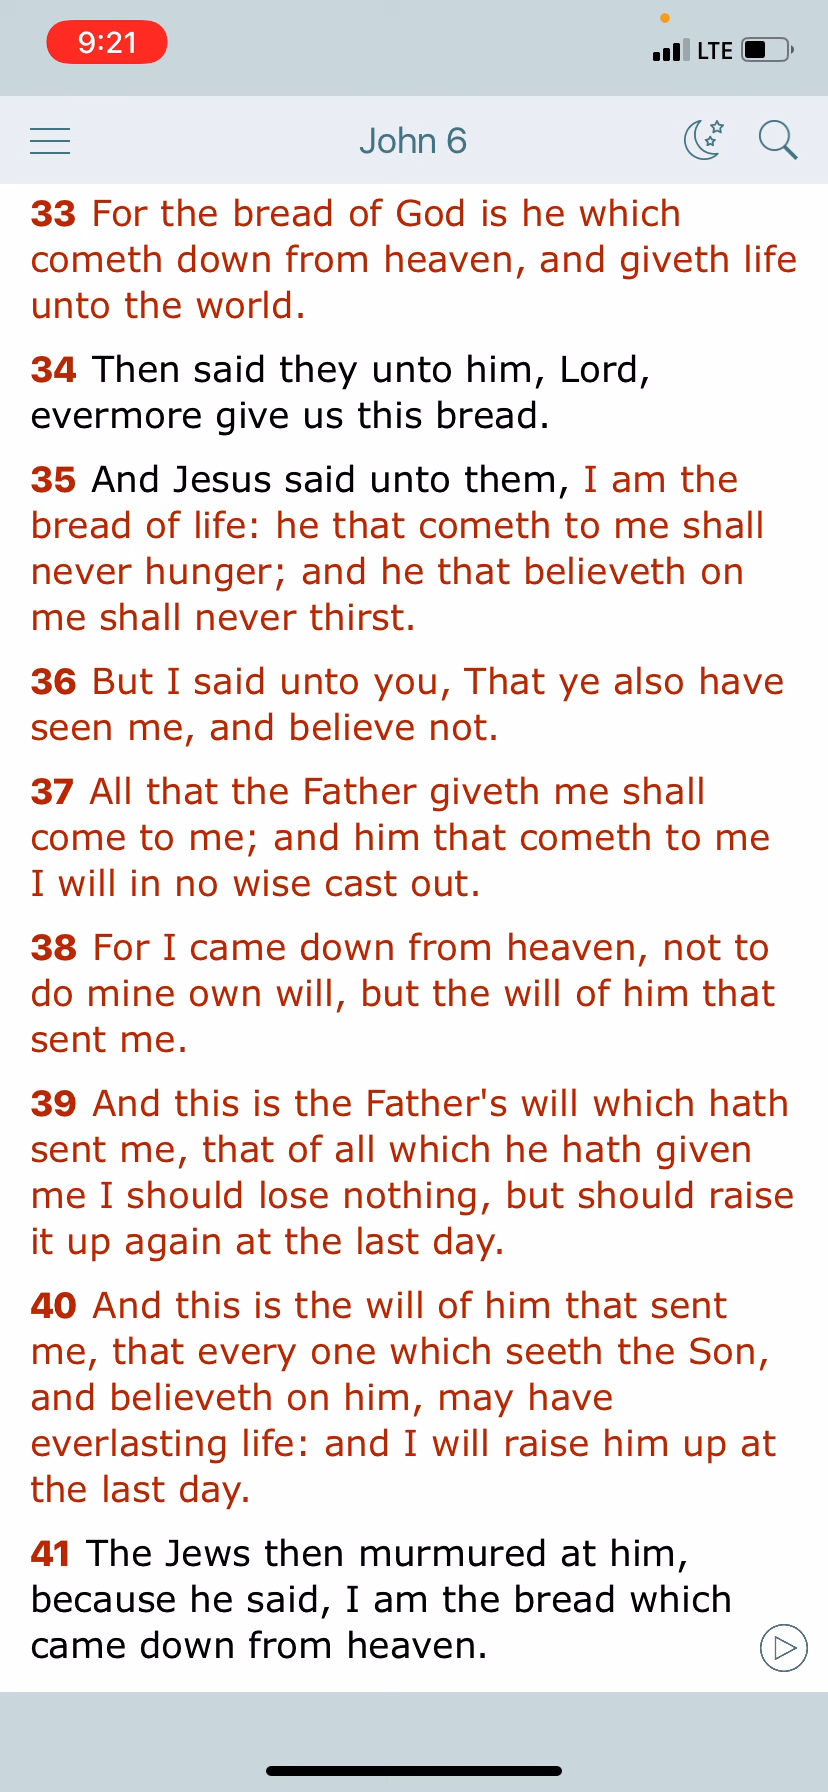 9:21
LTE
John 6
33 For the bread of God is he which
cometh down from heaven, and giveth life
unto the world.
34 Then said they unto him, Lord,
evermore give us this bread.
35 And Jesus said unto them, I am the
bread of life: he that cometh to me shall
never hunger; and he that believeth on
me shall never thirst.
36 But I said unto you, That ye also have
seen me, and believe not.
37 All that the Father giveth me shall
come to me; and him that cometh to me
I will in no wise cast out.
38 For I came down from heaven, not to
do mine own will, but the will of him that
sent me.
39 And this is the Father's will which hath
sent me, that of all which he hath given
me I should lose nothing, but should raise
it up again at the last day.
40 And this is the will of him that sent
me, that every one which seeth the Son,
and believeth on him, may have
everlasting life: and I will raise him up at
the last day.
41 The Jews then murmured at him,
because he said, I am the bread which
came down from heaven.